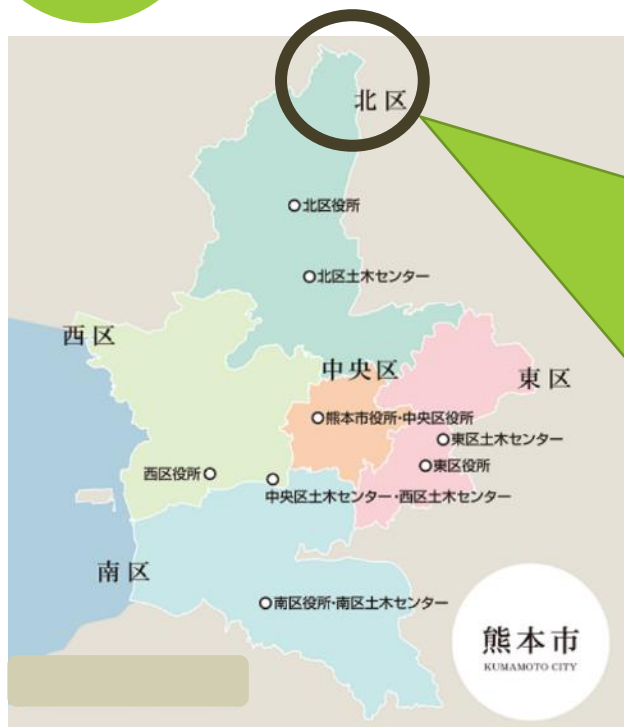 北区
北区役所
北区土木センター
西区
中央区
東区
熊本市役所・中央区役所
東区土木センター
東区役所
西区役所
中央区土木センター・西区土木センター
南区
南区役所・南区土木センター
熊本市
KUMAMOTO CITY